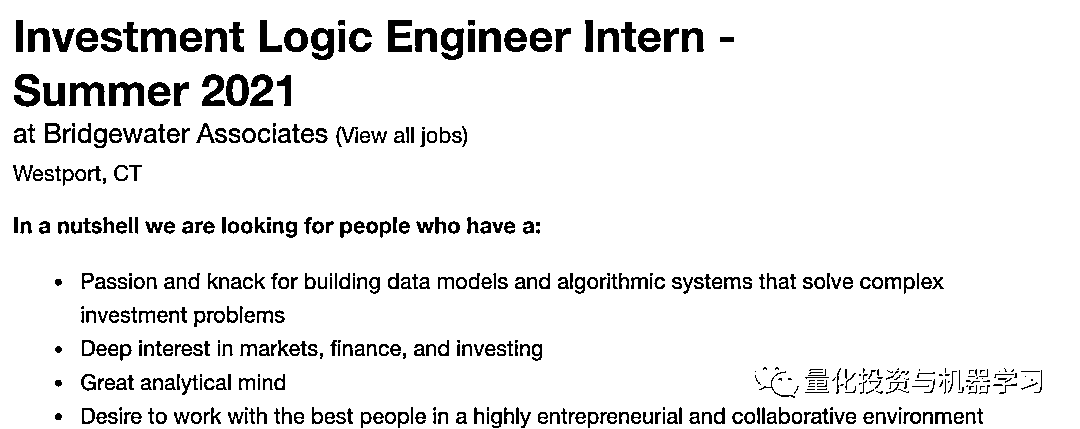 Investment Logic Engineer Intern -
Summer 2021
at Bridgewater Associates (View all jobs)
Westport, CT
In a nutshell we are looking for people who have a:
• Passion and knack for building data models and algorithmic systems that solve complex
investment problems
• Deep interest in markets, finance, and investing
• Great analytical mind
量化投资与机器学习
• Desire to work with the best people in a highly entrepreneurial and collaborative environment